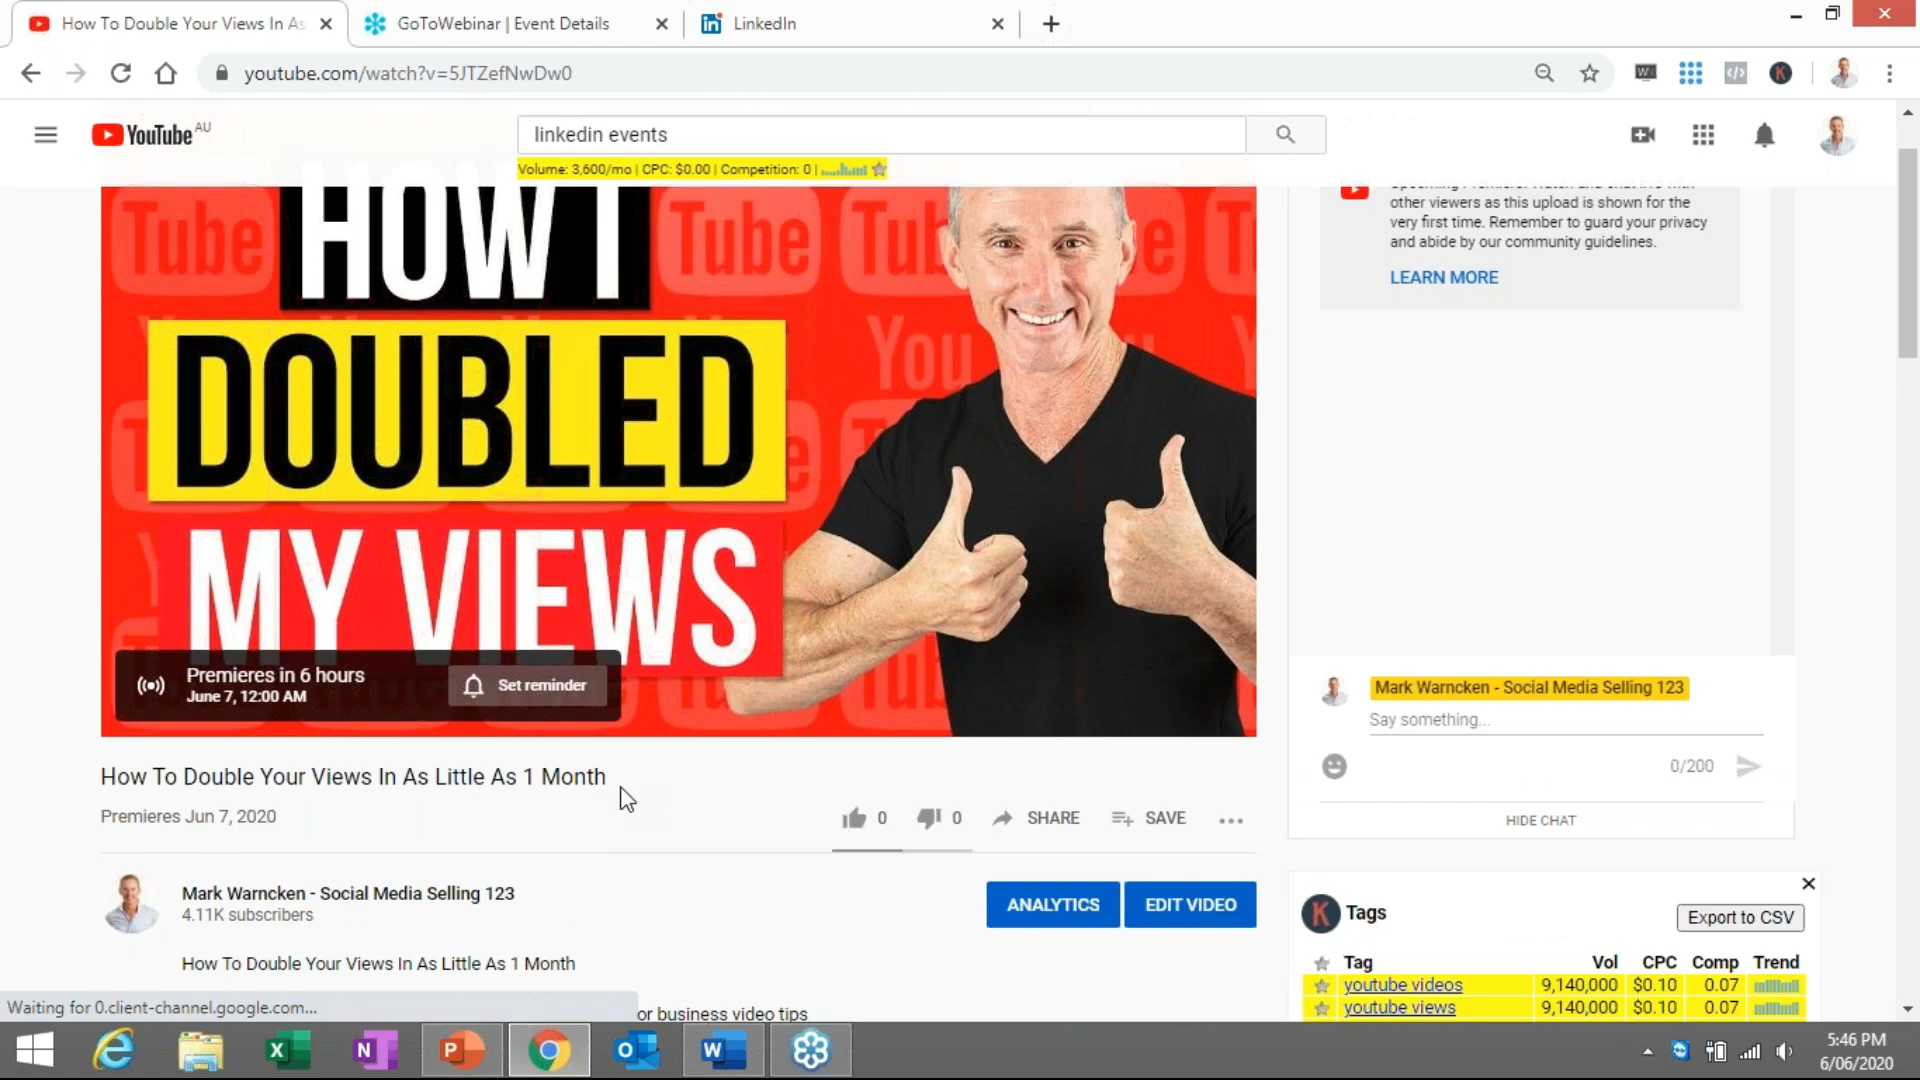 How To Double Your Views In As
GoToWebinar | Event Details
LinkedIn
youtube.com/watch?v=5JTZefNwDw0
YouTube AU
linkedin events
Volume: 3,600/mo | CPC: $0.00 | Competition: 0 |
HOW I
DOUBLED
MY VIEWS
Premieres in 6 hours
June 7, 12:00 AM
Set reminder
other viewers as this upload is shown for the
very first time. Remember to guard your privacy
and abide by our community guidelines.
LEARN MORE
Mark Warncken - Social Media Selling 123
Say something...
0/200
HIDE CHAT
How To Double Your Views In As Little As 1 Month
Premieres Jun 7, 2020
0
0
SHARE
SAVE
Mark Warncken - Social Media Selling 123
4.11K subscribers
ANALYTICS
EDIT VIDEO
How To Double Your Views In As Little As 1 Month
or business video tips
K Tags
Export to CSV
Tag Vol CPC Comp Trend
youtube videos 9,140,000 $0.10 0.07
youtube views 9,140,000 $0.10 0.07
Waiting for 0.client-channel.google.com...
5:46 PM
6/06/2020